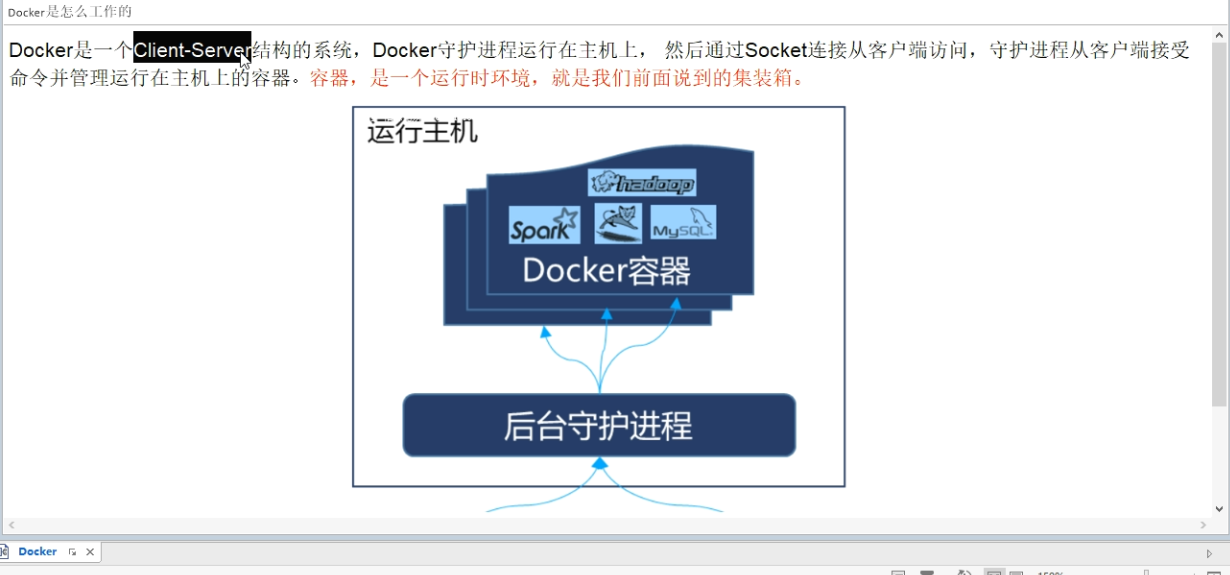 Docker是怎么工作的
Docker是一个Client-Server结构的系统，Docker守护进程运行在主机上， 然后通过Socket连接从客户端访问，守护进程从客户端接受
命令并管理运行在主机上的容器。容器，是一个运行时环境，就是我们前面说到的集装箱。
运行主机
hadoop
Spark
MySQL
Docker容器
后台守护进程
Docker